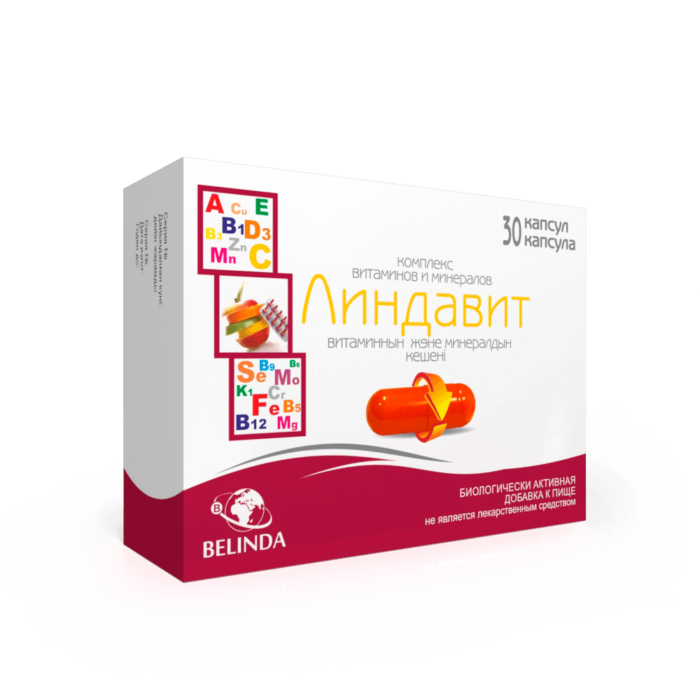 A Cu E
B1 D3
B3 Zn
Mn C
30 капсул
капсула
комплекс
витаминов и минералов
Линдавит
витаминнын және минералдын
кешені
B9 B6
Se Mo
K1 Cr
Fe B5
B12 Mg
БИОЛОГИЧЕСКИ АКТИВНАЯ
ДОБАВКА К ПИЩЕ
не является лекарственным средством
B
BELINDA